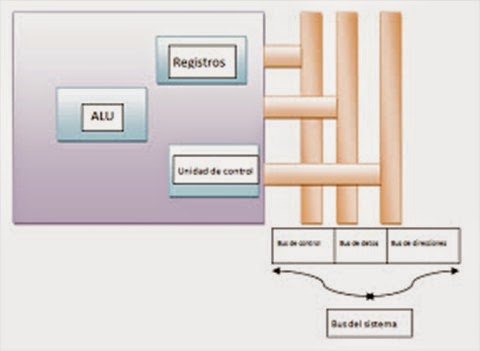 Registros
ALU
Unidad de control
Bus de control
Bus de datos
Bus de direcciones
Bus del sistema